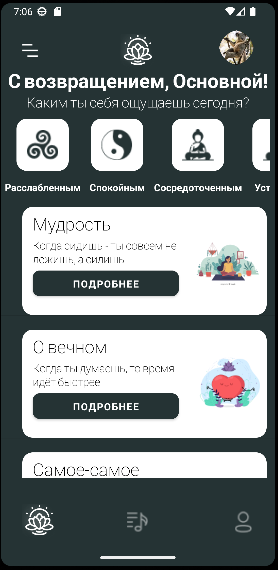 7:06
С возвращением, Основной!
Каким ты себя ощущаешь сегодня?
Расслабленным Спокойным Сосредоточенным Уст
Мудрость
Когда сидишь - ты совсем не
лежишь, а сидишь
ПОДРОБНЕЕ
О вечном
Когда ты думаешь, то время
идёт быстрее
ПОДРОБНЕЕ
Самое-самое